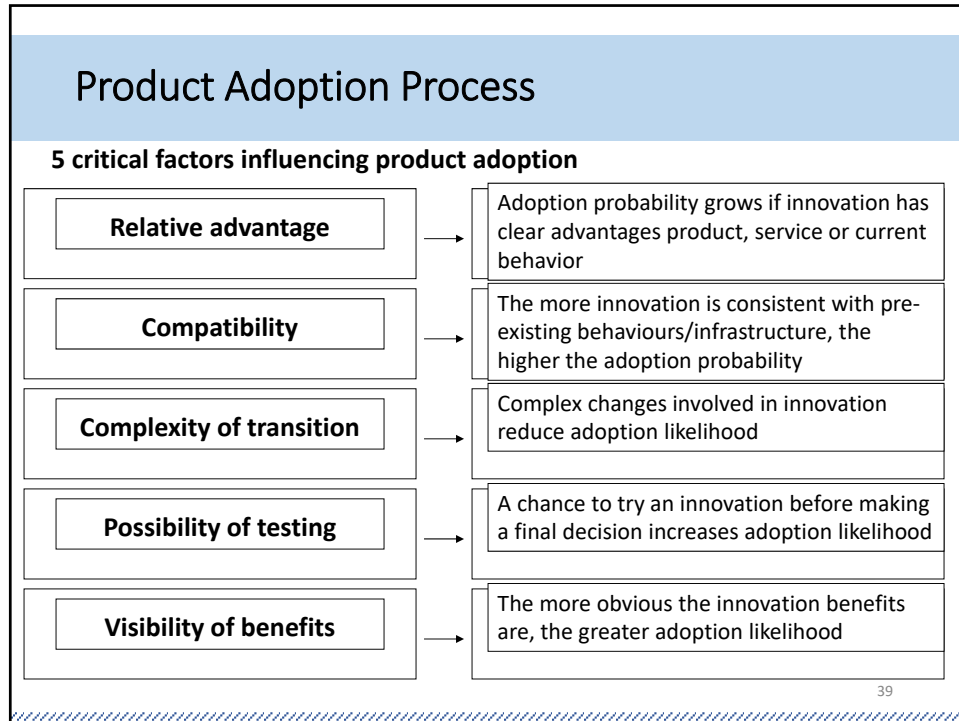 Product Adoption Process
5 critical factors influencing product adoption
Relative advantage
Adoption probability grows if innovation has
clear advantages product, service or current
behavior
Compatibility
The more innovation is consistent with pre-
existing behaviours/infrastructure, the
higher the adoption probability
Complexity of transition
Complex changes involved in innovation
reduce adoption likelihood
Possibility of testing
A chance to try an innovation before making
a final decision increases adoption likelihood
Visibility of benefits
The more obvious the innovation benefits
are, the greater adoption likelihood
39